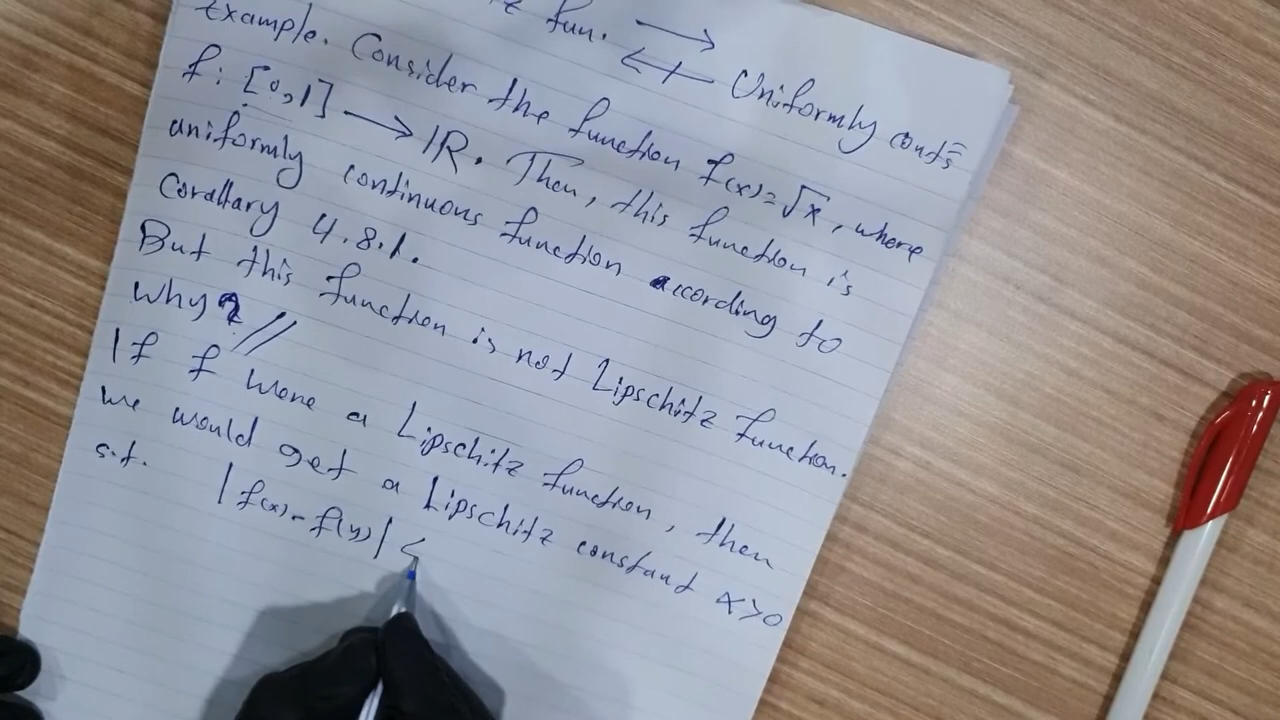 fun. ⟶
⟵ Uniformly cont̄s
Example. Consider the function f(x)=√x, where
f: [0,1] ⟶ IR. Then, this function is
uniformly continuous function according to
Corollary 4.8.1.
But this function is not Lipschitz function.
Why? //
If f were a Lipschitz function, then
we would get a Lipschitz constant α>0
s.t. |f(x)-f(y)| <